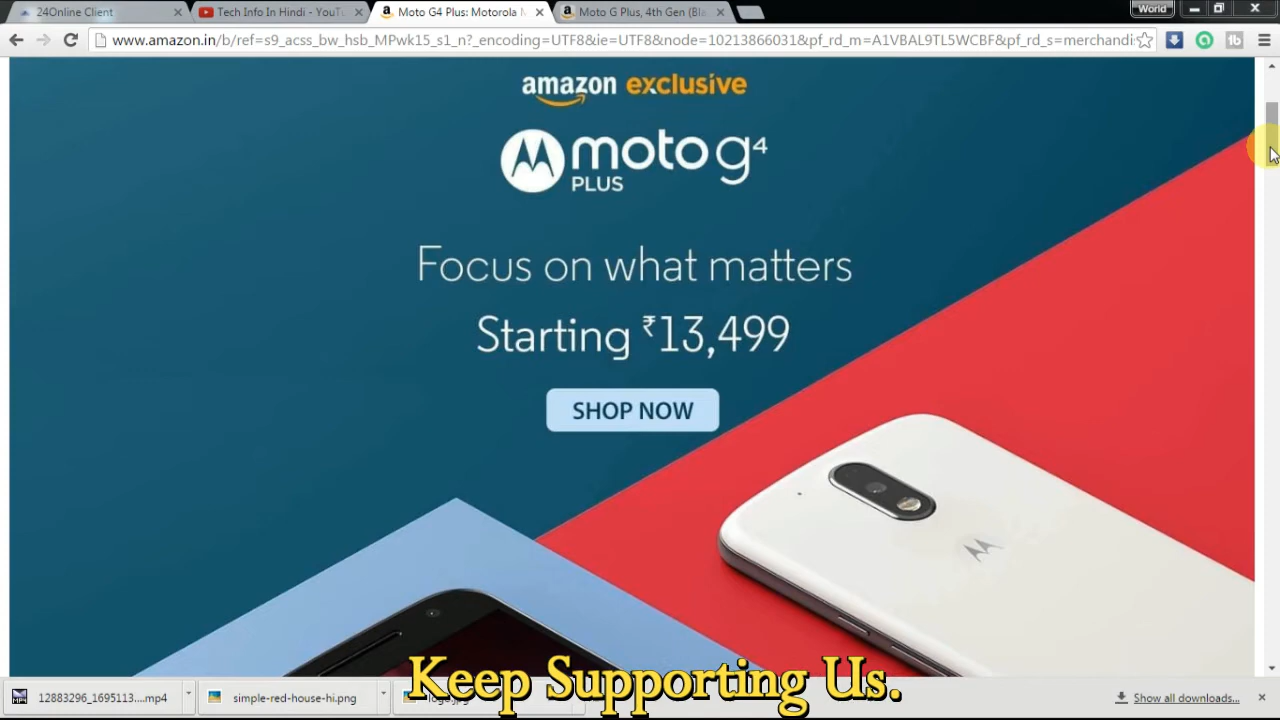 24Online Client
Tech Info In Hindi - YouTu
Moto G4 Plus: Motorola M
Moto G Plus, 4th Gen (Bla
World
www.amazon.in/b/ref=s9_acss_bw_hsb_MPwk15_s1_n?_encoding=UTF8&ie=UTF8&node=10213866031&pf_rd_m=A1VBAL9TL5WCBF&pf_rd_s=merchandi
amazon exclusive
moto g4
PLUS
Focus on what matters
Starting ₹13,499
SHOP NOW
Keep Supporting Us.
12883296_1695113....mp4
simple-red-house-hi.png
Show all downloads...